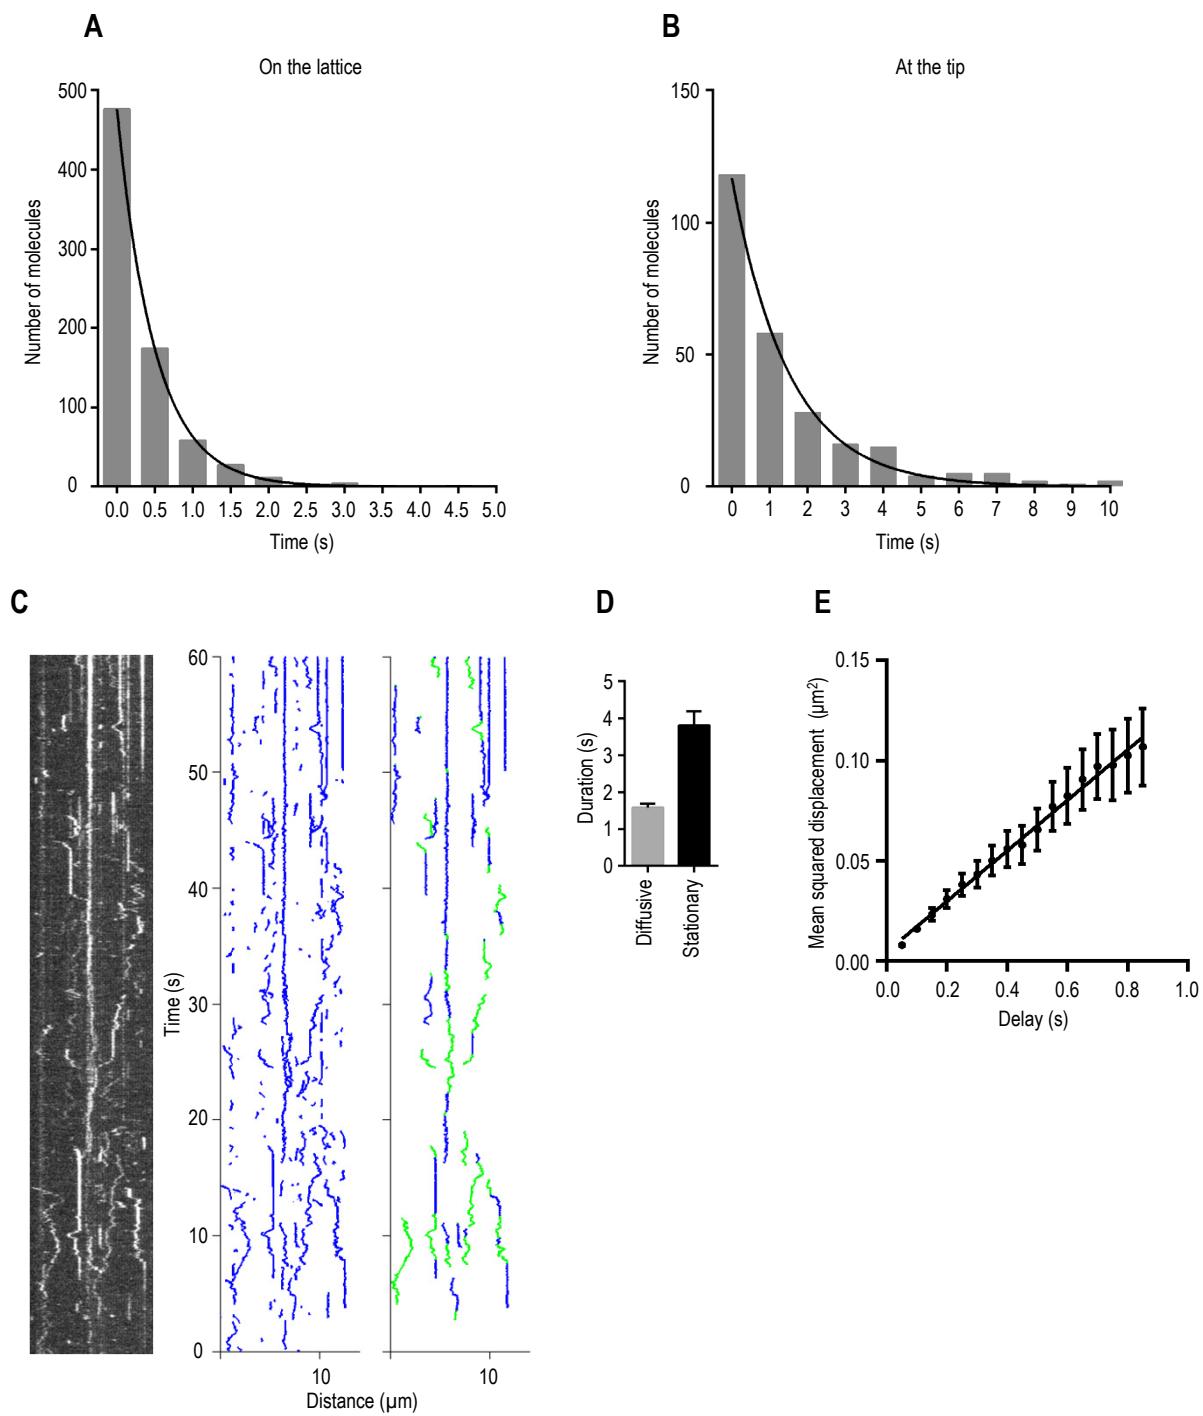 A
B
On the lattice
At the tip
Number of molecules
500
400
300
200
100
0
0.0 0.5 1.0 1.5 2.0 2.5 3.0 3.5 4.0 4.5 5.0
Time (s)
Number of molecules
150
100
50
0
0 1 2 3 4 5 6 7 8 9 10
Time (s)
C
Time (s)
60
50
40
30
20
10
0
10
10
Distance (µm)
D
Duration (s)
5
4
3
2
1
0
Diffusive
Stationary
E
Mean squared displacement (µm²)
0.15
0.10
0.05
0.00
0.0 0.2 0.4 0.6 0.8 1.0
Delay (s)